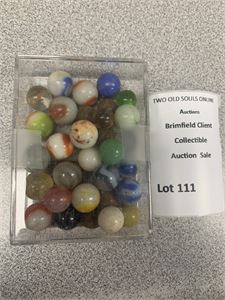 TWO OLD SOULS ONLINE
Auctions
Brimfield Client
Collectible
Auction Sale
Lot 111